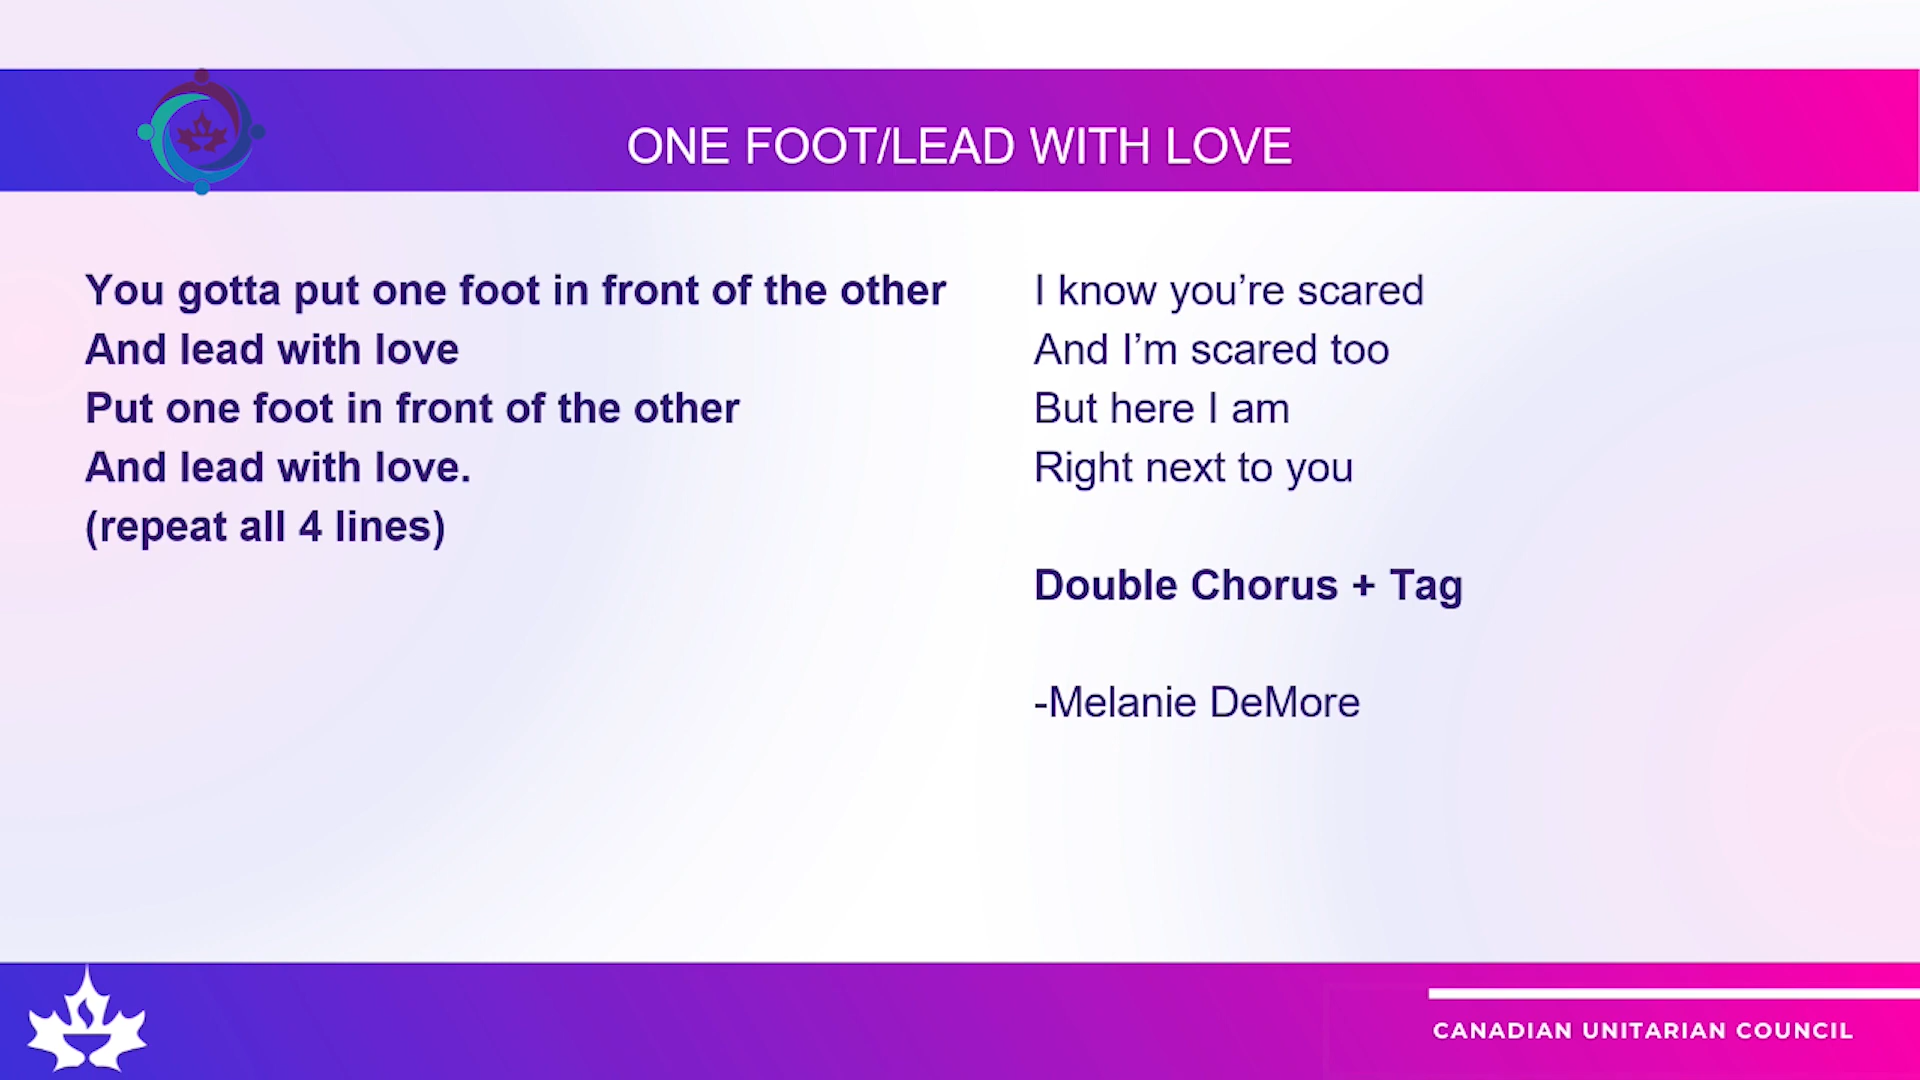 ONE FOOT/LEAD WITH LOVE
You gotta put one foot in front of the other
And lead with love
Put one foot in front of the other
And lead with love.
(repeat all 4 lines)
I know you’re scared
And I’m scared too
But here I am
Right next to you
Double Chorus + Tag
-Melanie DeMore
CANADIAN UNITARIAN COUNCIL